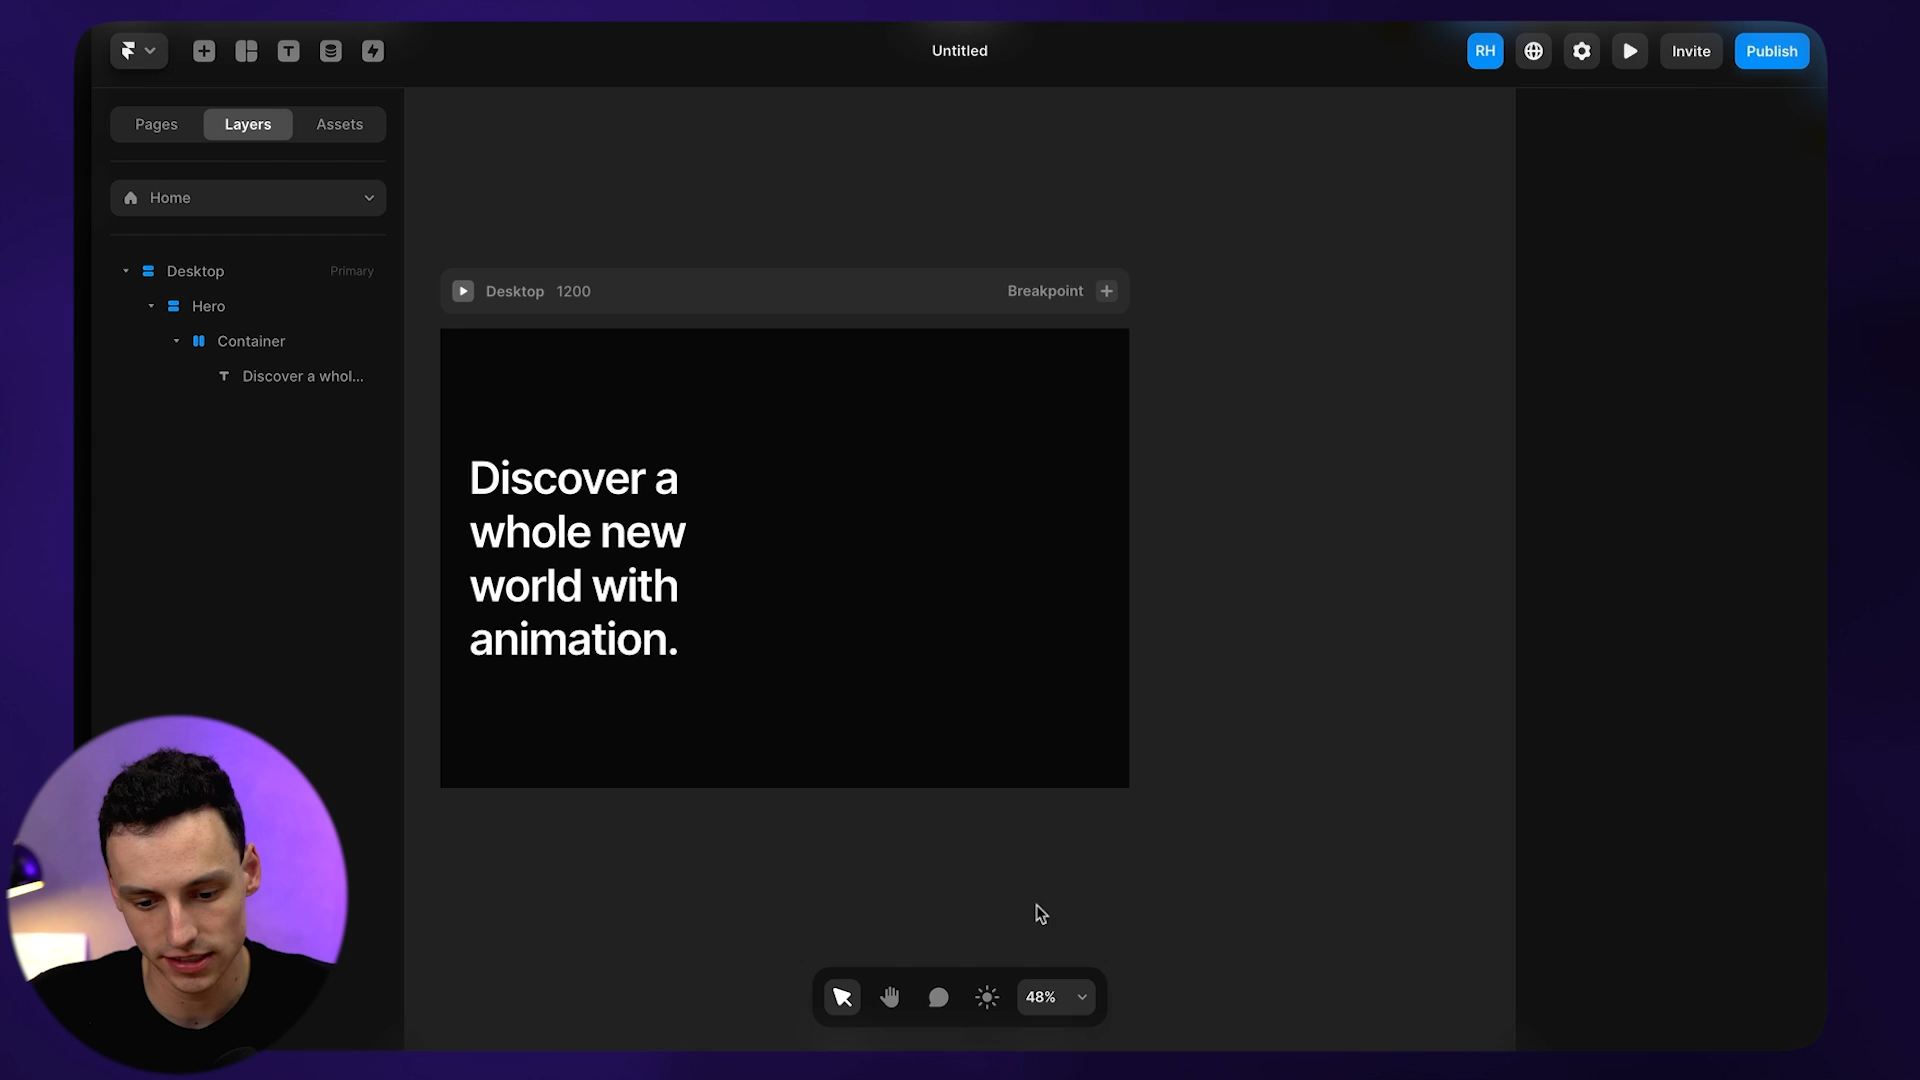 Untitled
RH
Invite
Publish
Pages
Layers
Assets
Home
Desktop
Primary
Hero
Container
Discover a whol...
Desktop 1200
Breakpoint
Discover a
whole new
world with
animation.
48%